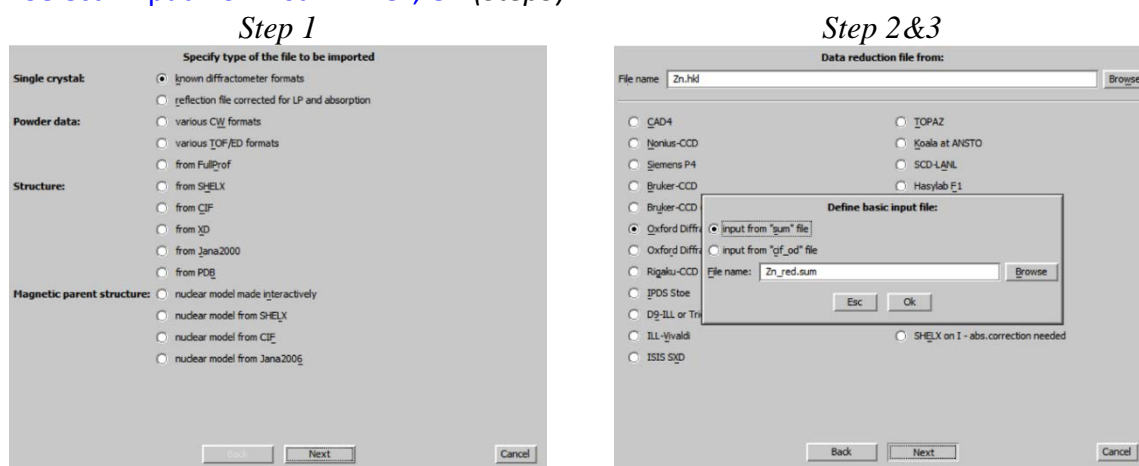 Step 1
Specify type of the file to be imported
Single crystal: known diffractometer formats
reflection file corrected for LP and absorption
Powder data: various CW formats
various TOF/ED formats
from FullProf
Structure: from SHELX
from CIF
from XD
from Jana2000
from PDB
Magnetic parent structure: nuclear model made interactively
nuclear model from SHELX
nuclear model from CIF
nuclear model from Jana2006
Back Next Cancel
Step 2&3
Data reduction file from:
File name Zn.hkl Browse
CAD4 TOPAZ
Nonius-CCD Koala at ANSTO
Siemens P4 SCD-LANL
Bruker-CCD Hasylab F1
Bruker-CCD
Oxford Diffra
Oxford Diffra
Rigaku-CCD
IPDS Stoe
D9-ILL or Tri
ILL-Vivaldi SHELX on I - abs.correction needed
ISIS SXD
Define basic input file:
input from "sum" file
input from "cif_od" file
File name: Zn_red.sum Browse
Esc Ok
Back Next Cancel